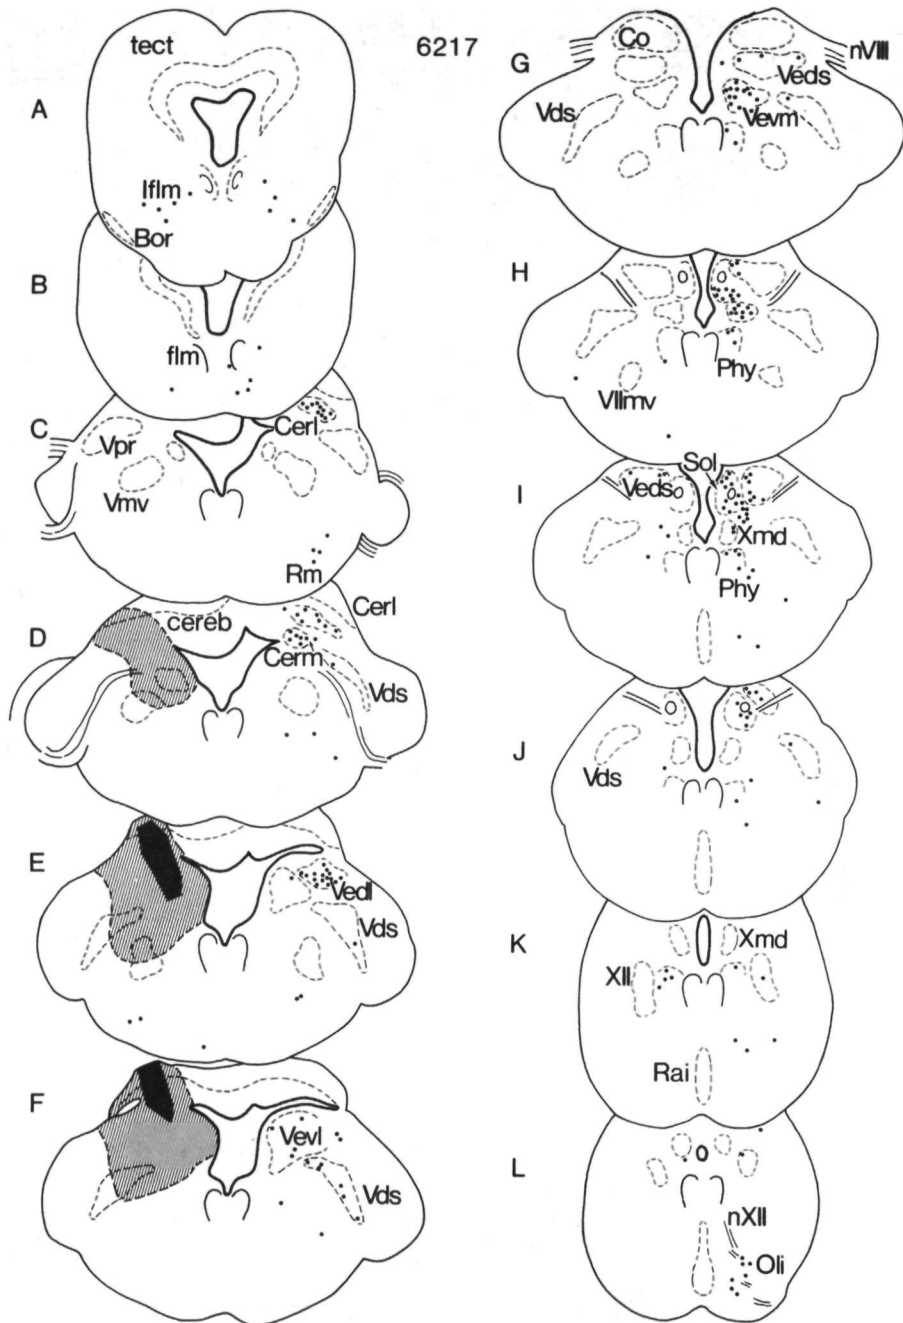 6217
A
tect
Iflm
Bor
B
flm
C
Vpr
Vmv
Cerl
Rm
D
cereb
Cerl
Cerm
Vds
E
Vedl
Vds
F
Vevl
Vds
G
Co
nVIII
Veds
Vds
Vevm
H
Phy
VIImv
I
Sol
Veds
Xmd
Phy
J
Vds
K
Xmd
XII
Rai
L
nXII
Oli